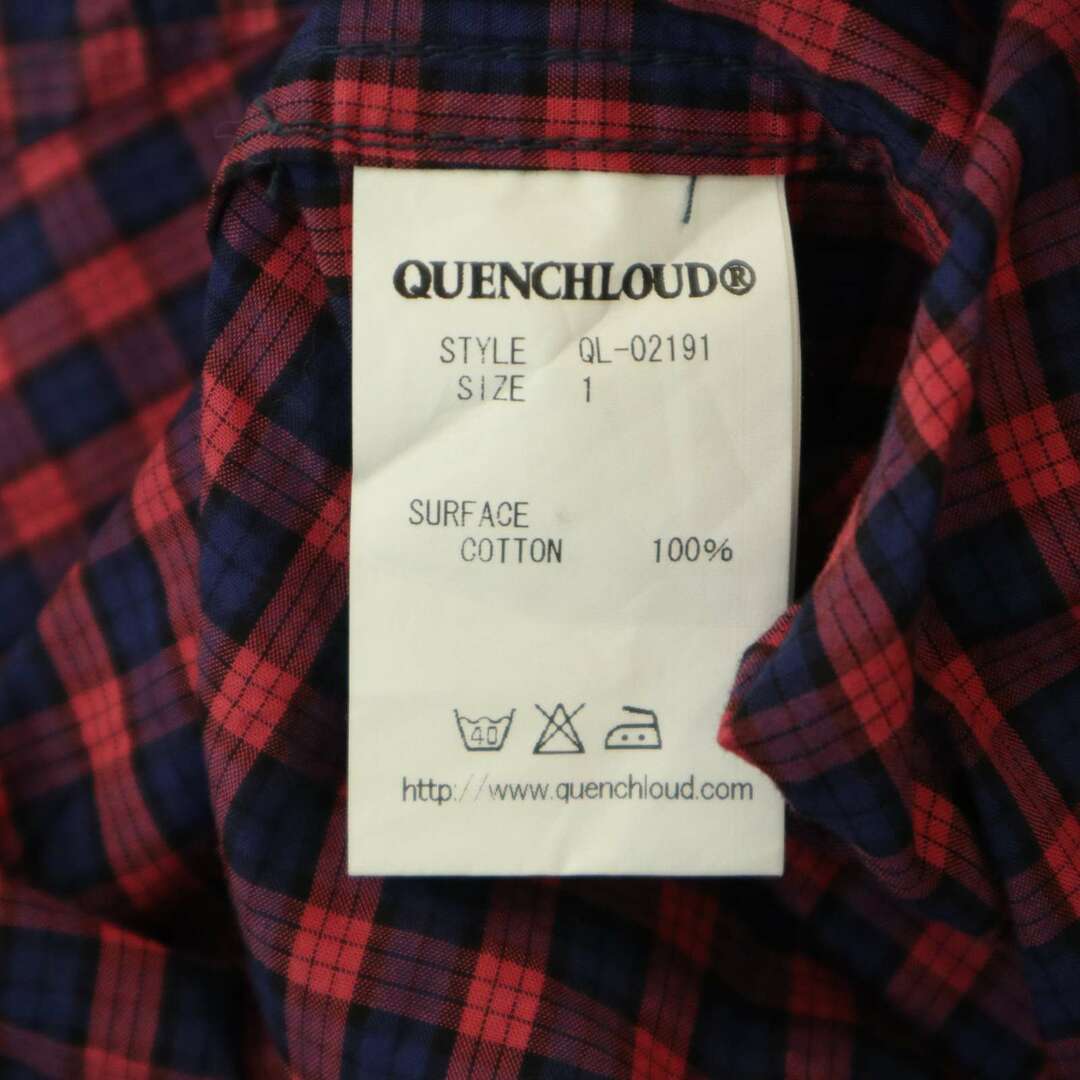 QUENCHLOUD®
STYLE QL-02191
SIZE 1
SURFACE
COTTON 100%
40
http://www.quenchloud.com